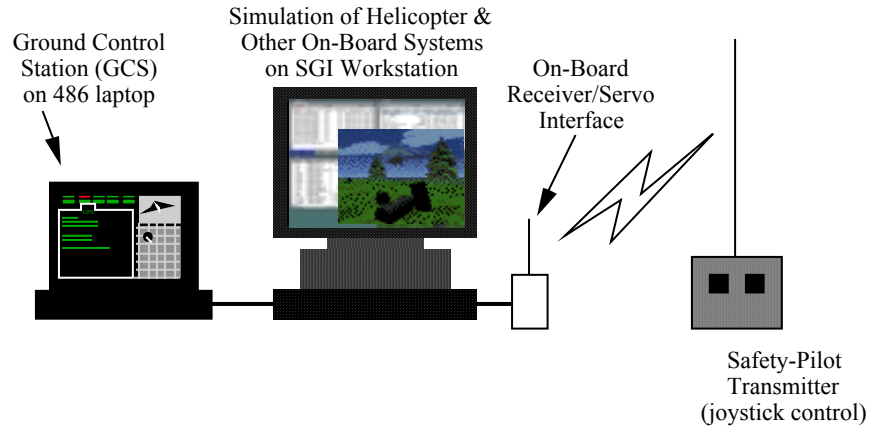 Ground Control
Station (GCS)
on 486 laptop
Simulation of Helicopter &
Other On-Board Systems
on SGI Workstation
On-Board
Receiver/Servo
Interface
Safety-Pilot
Transmitter
(joystick control)